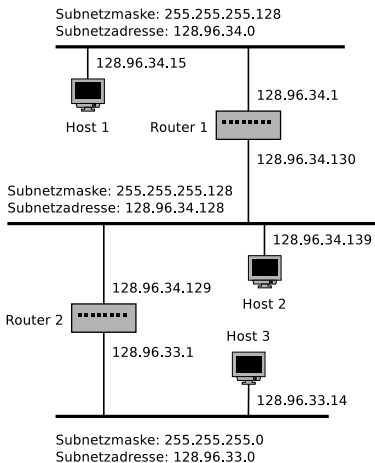 Subnetzmaske: 255.255.255.128
Subnetzadresse: 128.96.34.0
128.96.34.15
128.96.34.1
Host 1
Router 1
128.96.34.130
Subnetzmaske: 255.255.255.128
Subnetzadresse: 128.96.34.128
128.96.34.139
128.96.34.129
Host 2
Router 2
Host 3
128.96.33.1
128.96.33.14
Subnetzmaske: 255.255.255.0
Subnetzadresse: 128.96.33.0